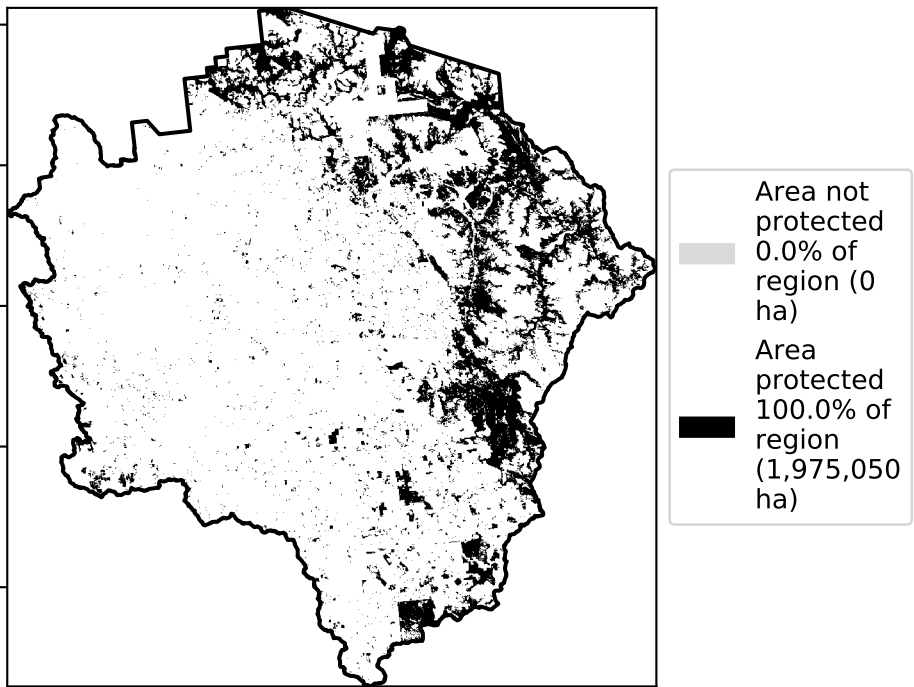 Area not
protected
0.0% of
region (0
ha)
Area
protected
100.0% of
region
(1,975,050
ha)